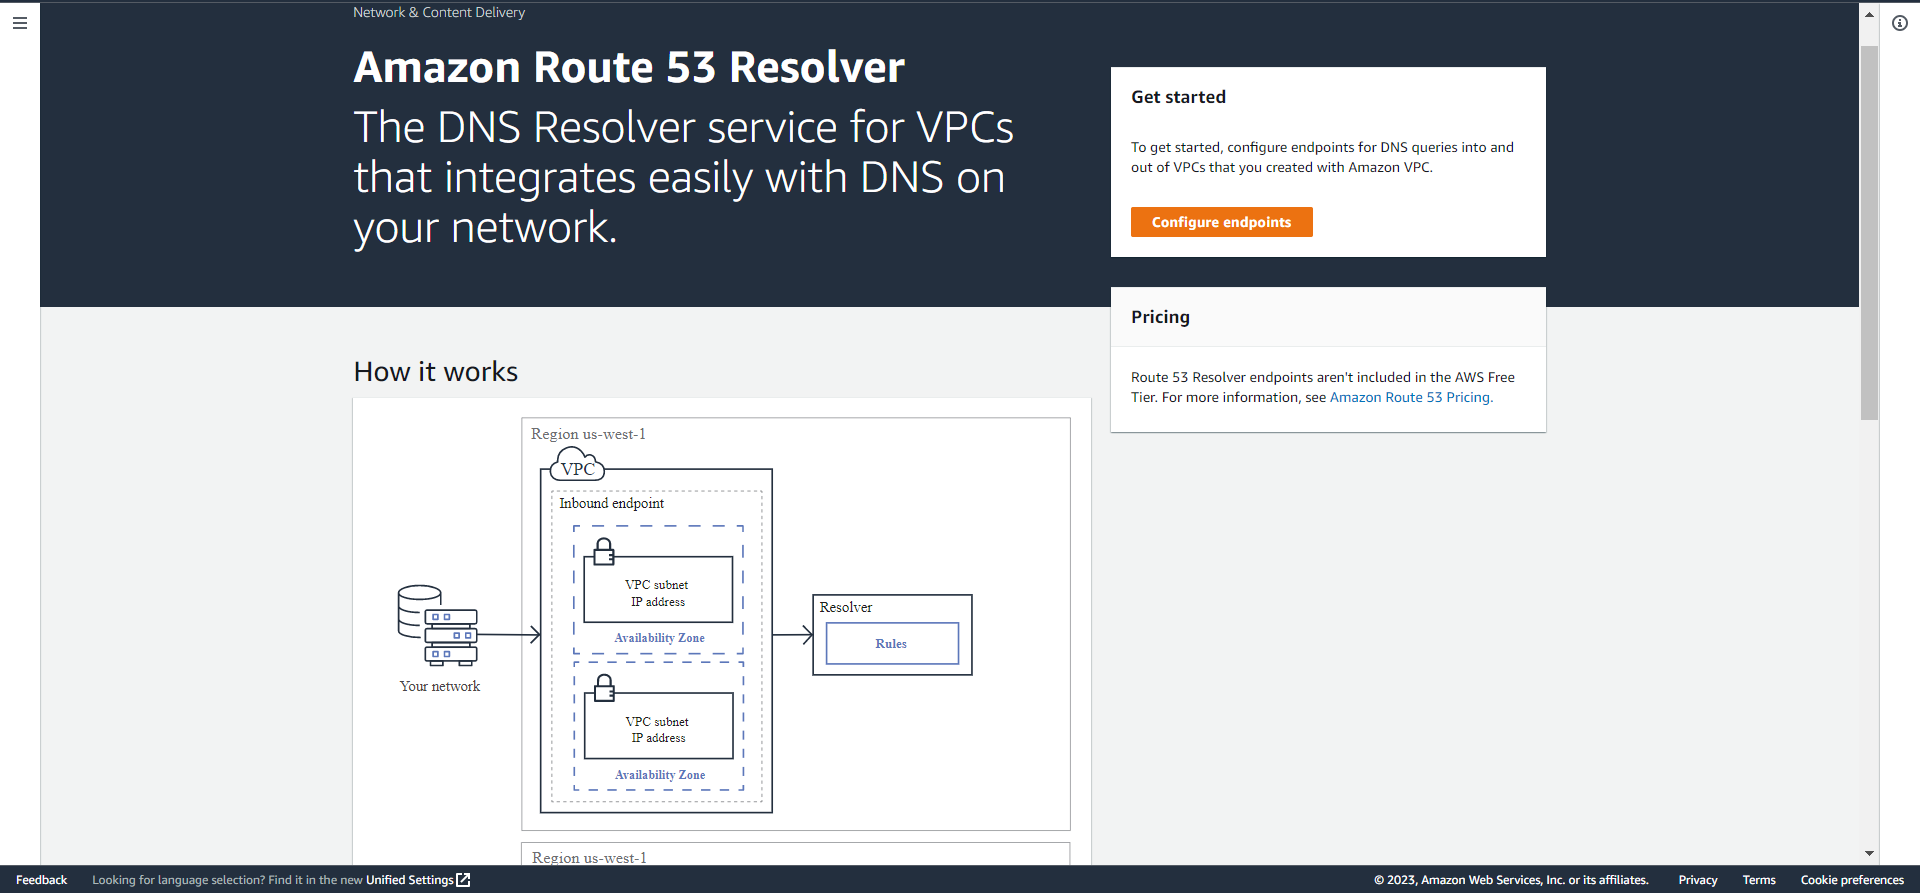 Network & Content Delivery
Amazon Route 53 Resolver
The DNS Resolver service for VPCs
that integrates easily with DNS on
your network.
Get started
To get started, configure endpoints for DNS queries into and
out of VPCs that you created with Amazon VPC.
Configure endpoints
Pricing
Route 53 Resolver endpoints aren't included in the AWS Free
Tier. For more information, see Amazon Route 53 Pricing.
How it works
Region us-west-1
VPC
Inbound endpoint
VPC subnet
IP address
Availability Zone
Your network
VPC subnet
IP address
Availability Zone
Resolver
Rules
Region us-west-1
Feedback
Looking for language selection? Find it in the new Unified Settings
© 2023, Amazon Web Services, Inc. or its affiliates.
Privacy
Terms
Cookie preferences